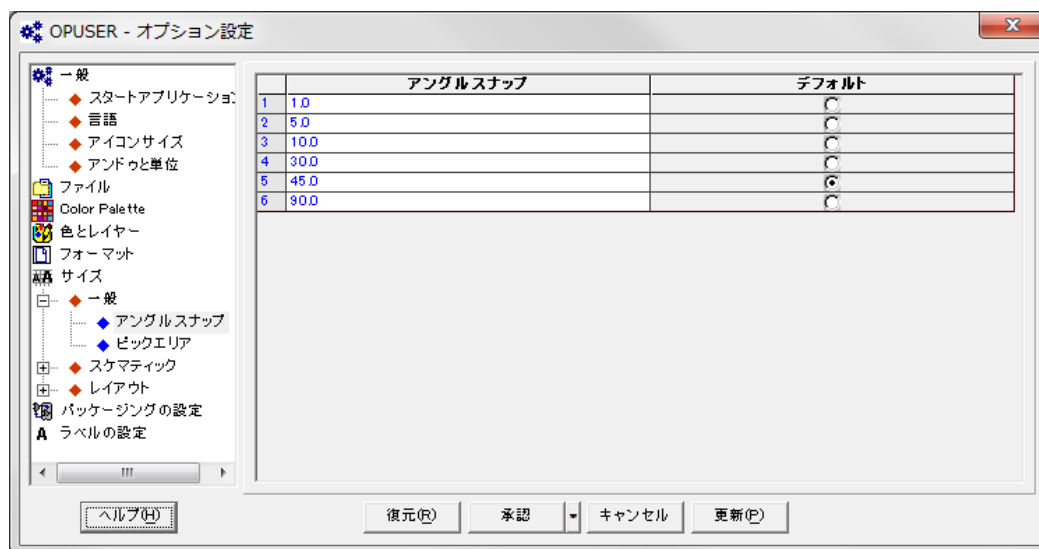 OPUSER - オプション設定
一般
スタートアプリケーション
言語
アイコンサイズ
アンドゥと単位
ファイル
Color Palette
色とレイヤー
フォーマット
サイズ
一般
アングルスナップ
ピックエリア
スケマティック
レイアウト
パッケージングの設定
A ラベルの設定
アングルスナップ デフォルト
1 1.0
2 5.0
3 10.0
4 30.0
5 45.0
6 90.0
ヘルプ(H) 復元(R) 承認 キャンセル 更新(P)